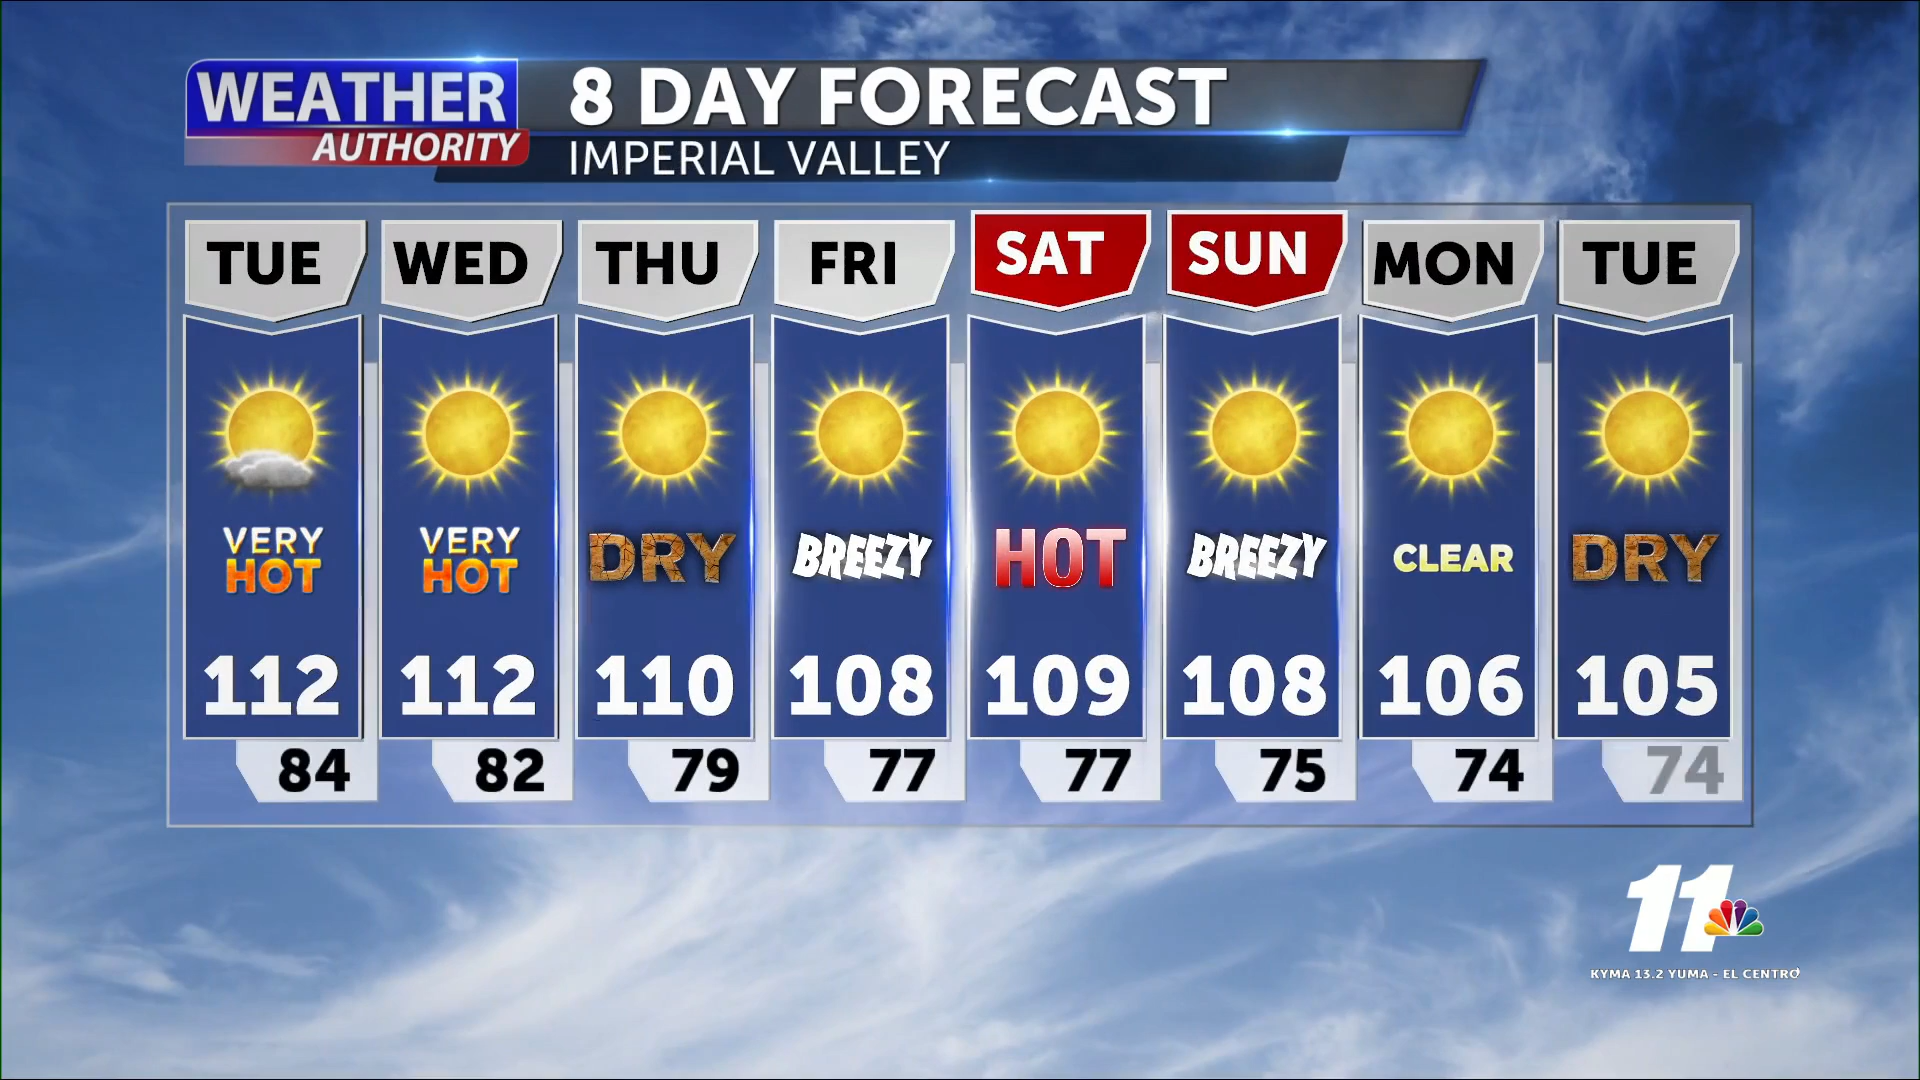 WEATHER
AUTHORITY
8 DAY FORECAST
IMPERIAL VALLEY
TUE WED THU FRI SAT SUN MON TUE
VERY HOT VERY HOT DRY BREEZY HOT BREEZY CLEAR DRY
112 112 110 108 109 108 106 105
84 82 79 77 77 75 74 74
11
KYMA 13.2 YUMA - EL CENTRO